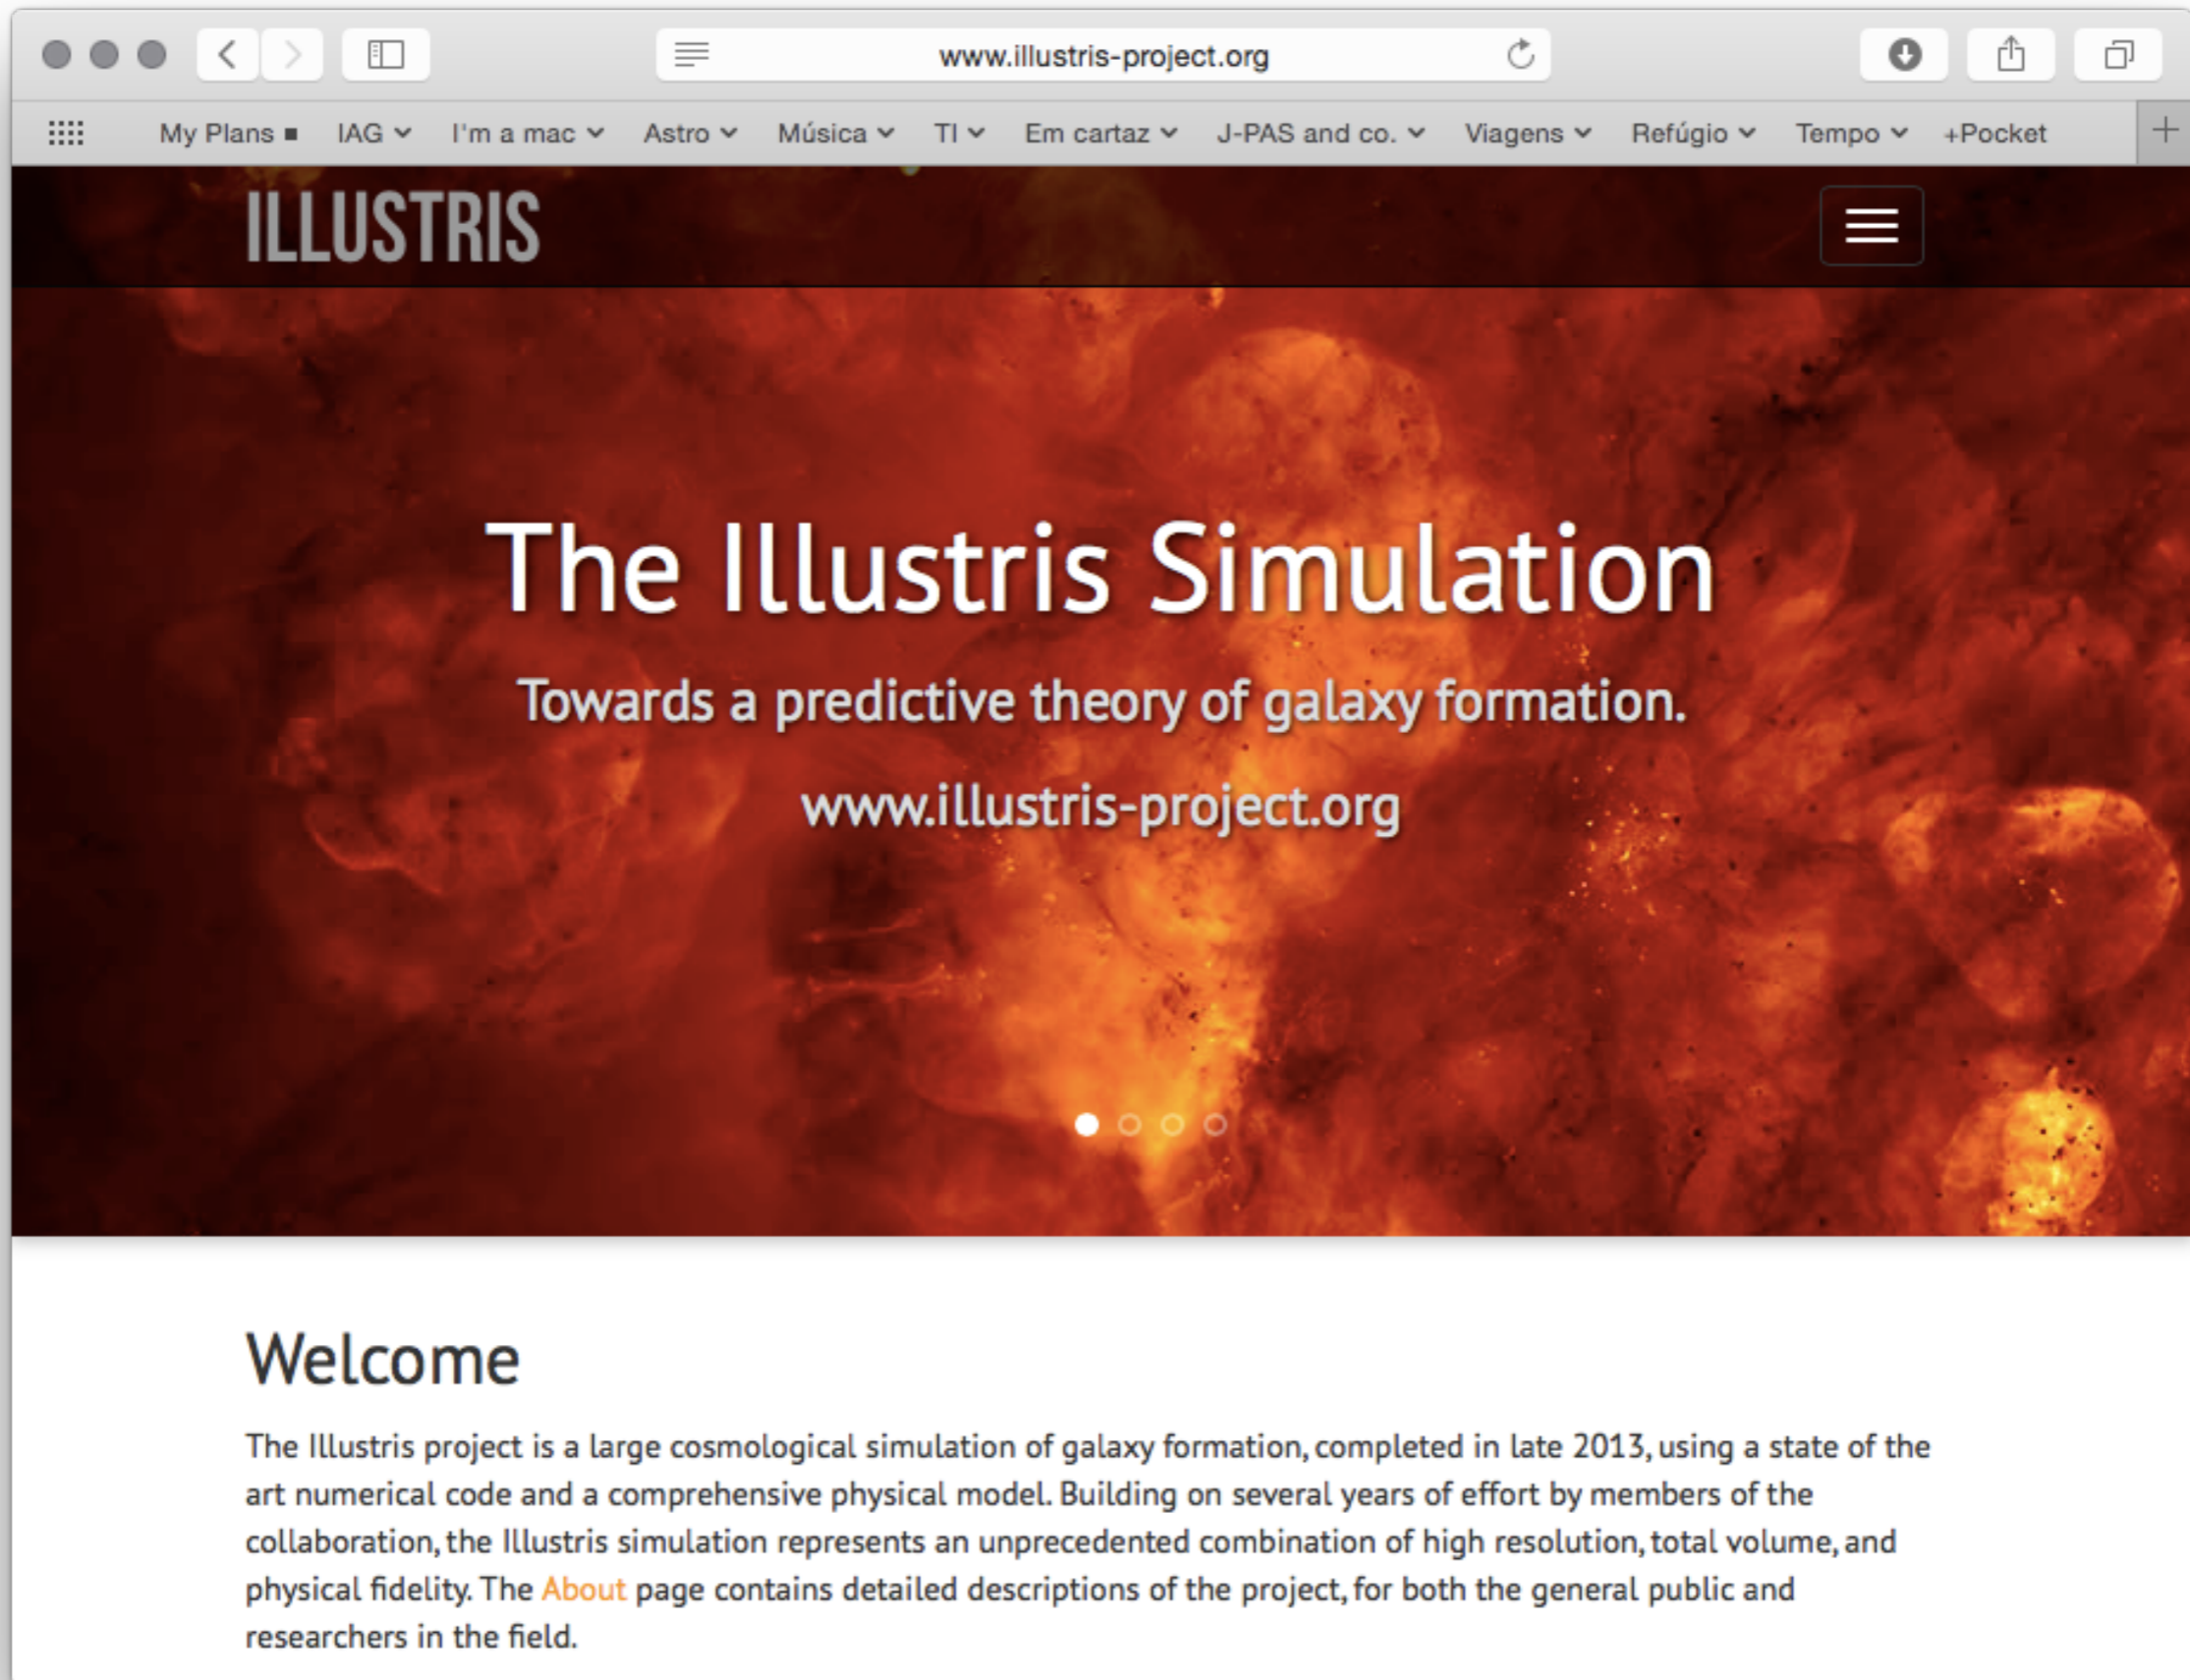 www.illustris-project.org
My Plans IAG I'm a mac Astro Música TI Em cartaz J-PAS and co. Viagens Refúgio Tempo +Pocket
ILLUSTRIS
The Illustris Simulation
Towards a predictive theory of galaxy formation.
www.illustris-project.org
Welcome
The Illustris project is a large cosmological simulation of galaxy formation, completed in late 2013, using a state of the
art numerical code and a comprehensive physical model. Building on several years of effort by members of the
collaboration, the Illustris simulation represents an unprecedented combination of high resolution, total volume, and
physical fidelity. The About page contains detailed descriptions of the project, for both the general public and
researchers in the field.